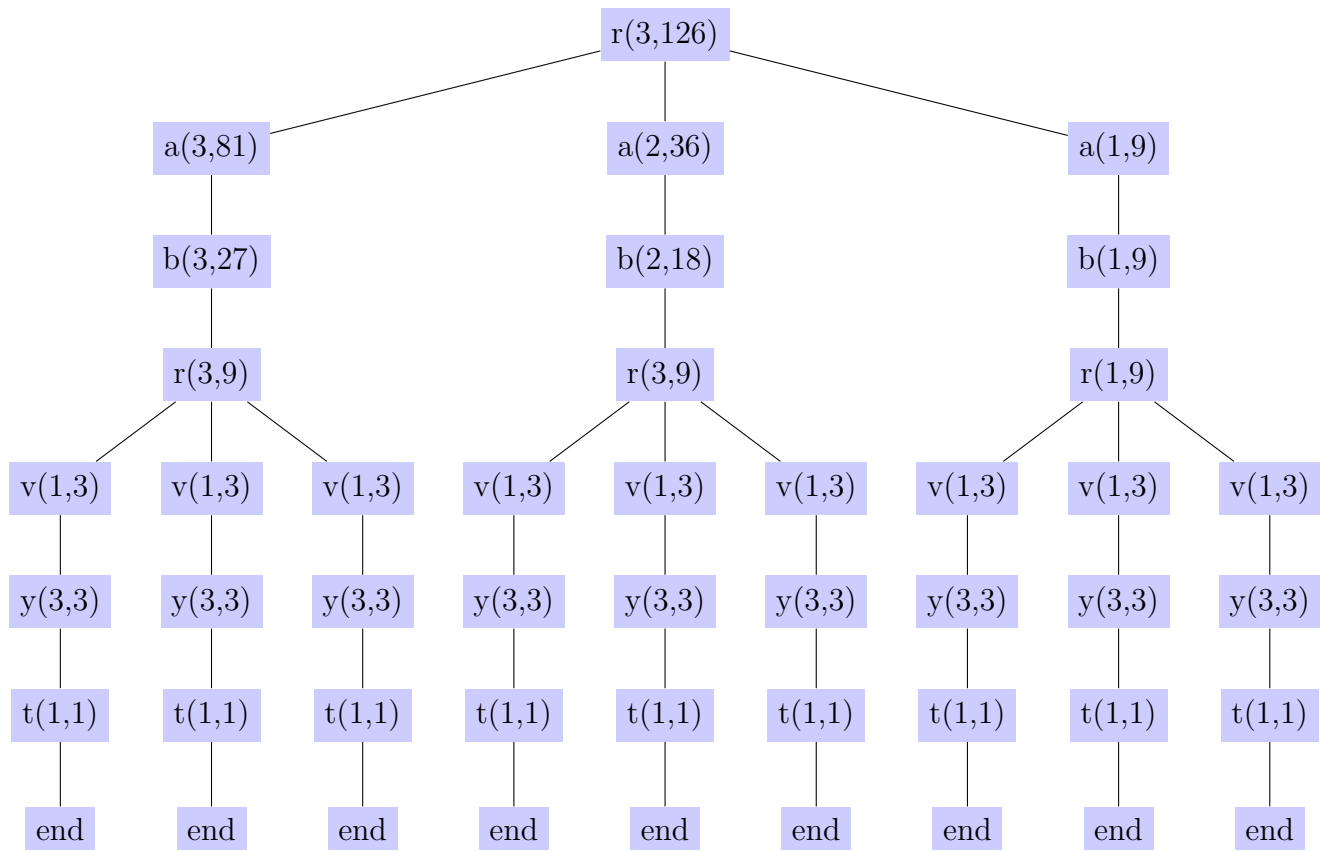 r(3,126)
a(3,81) a(2,36) a(1,9)
b(3,27) b(2,18) b(1,9)
r(3,9) r(3,9) r(1,9)
v(1,3) v(1,3) v(1,3) v(1,3) v(1,3) v(1,3) v(1,3) v(1,3) v(1,3)
y(3,3) y(3,3) y(3,3) y(3,3) y(3,3) y(3,3) y(3,3) y(3,3) y(3,3)
t(1,1) t(1,1) t(1,1) t(1,1) t(1,1) t(1,1) t(1,1) t(1,1) t(1,1)
end end end end end end end end end